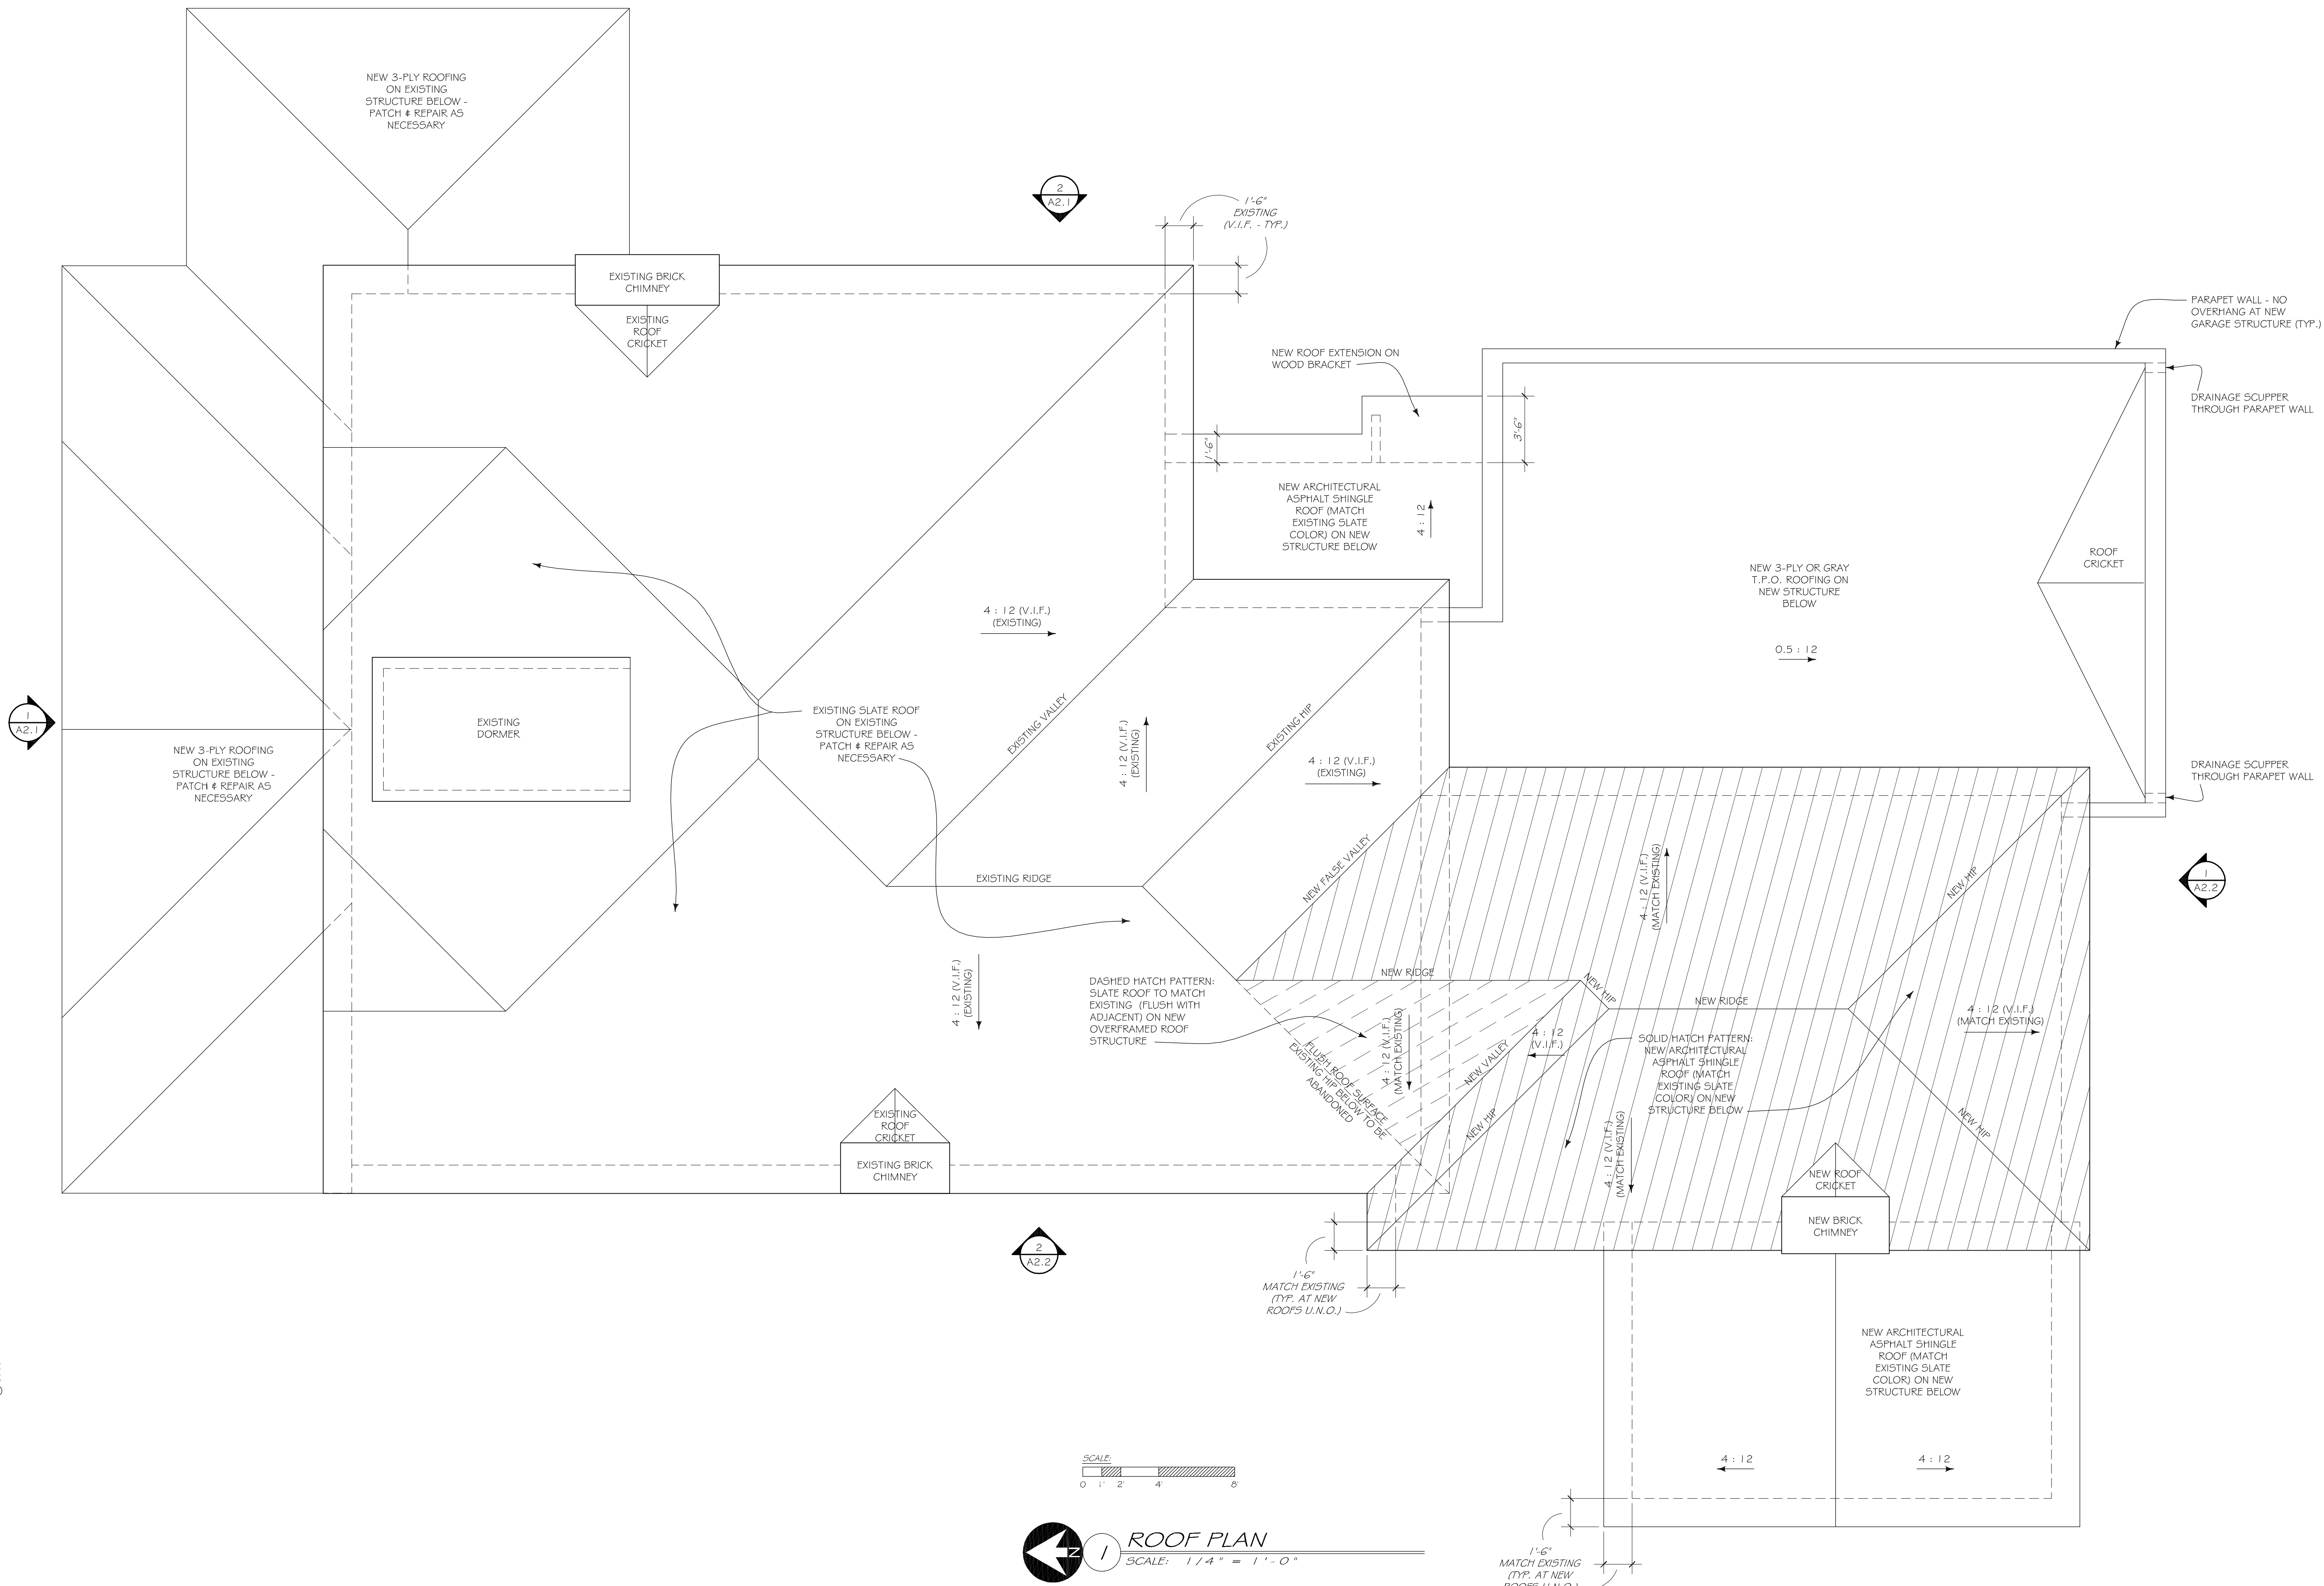 NEW 3-PLY ROOFING
ON EXISTING
STRUCTURE BELOW -
PATCH & REPAIR AS
NECESSARY
2
A2.1
1'-6"
EXISTING
(V.I.F. - TYP.)
EXISTING BRICK
CHIMNEY
EXISTING
ROOF
CRICKET
PARAPET WALL - NO
OVERHANG AT NEW
GARAGE STRUCTURE (TYP.)
NEW ROOF EXTENSION ON
WOOD BRACKET
DRAINAGE SCUPPER
THROUGH PARAPET WALL
1'-6"
3'-6"
NEW ARCHITECTURAL
ASPHALT SHINGLE
ROOF (MATCH
EXISTING SLATE
COLOR) ON NEW
STRUCTURE BELOW
4 : 12
ROOF
CRICKET
NEW 3-PLY OR GRAY
T.P.O. ROOFING ON
NEW STRUCTURE
BELOW
0.5 : 12
4 : 12 (V.I.F.)
(EXISTING)
1
A2.1
EXISTING
DORMER
NEW 3-PLY ROOFING
ON EXISTING
STRUCTURE BELOW -
PATCH & REPAIR AS
NECESSARY
EXISTING SLATE ROOF
ON EXISTING
STRUCTURE BELOW -
PATCH & REPAIR AS
NECESSARY
EXISTING VALLEY
4 : 12 (V.I.F.)
(EXISTING)
EXISTING HIP
4 : 12 (V.I.F.)
(EXISTING)
DRAINAGE SCUPPER
THROUGH PARAPET WALL
EXISTING RIDGE
NEW FALSE VALLEY
4 : 12 (V.I.F.)
(MATCH EXISTING)
NEW HIP
1
A2.2
4 : 12 (V.I.F.)
(EXISTING)
DASHED HATCH PATTERN:
SLATE ROOF TO MATCH
EXISTING (FLUSH WITH
ADJACENT) ON NEW
OVERFRAMED ROOF
STRUCTURE
NEW RIDGE
NEW HIP
NEW RIDGE
4 : 12 (V.I.F.)
(MATCH EXISTING)
4 : 12 (V.I.F.)
(MATCH EXISTING)
4 : 12
(V.I.F.)
SOLID HATCH PATTERN:
NEW ARCHITECTURAL
ASPHALT SHINGLE
ROOF (MATCH
EXISTING SLATE
COLOR) ON NEW
STRUCTURE BELOW
FLUSH ROOF SURFACE
EXISTING HIP BELOW TO BE
ABANDONED
NEW VALLEY
NEW HIP
4 : 12 (V.I.F.)
(MATCH EXISTING)
NEW HIP
EXISTING
ROOF
CRICKET
EXISTING BRICK
CHIMNEY
NEW ROOF
CRICKET
NEW BRICK
CHIMNEY
2
A2.2
1'-6"
MATCH EXISTING
(TYP. AT NEW
ROOFS U.N.O.)
NEW ARCHITECTURAL
ASPHALT SHINGLE
ROOF (MATCH
EXISTING SLATE
COLOR) ON NEW
STRUCTURE BELOW
4 : 12
4 : 12
SCALE:
0 1' 2' 4' 8'
N
1
ROOF PLAN
SCALE: 1/4" = 1'-0"
1'-6"
MATCH EXISTING
(TYP. AT NEW
ROOFS U.N.O.)